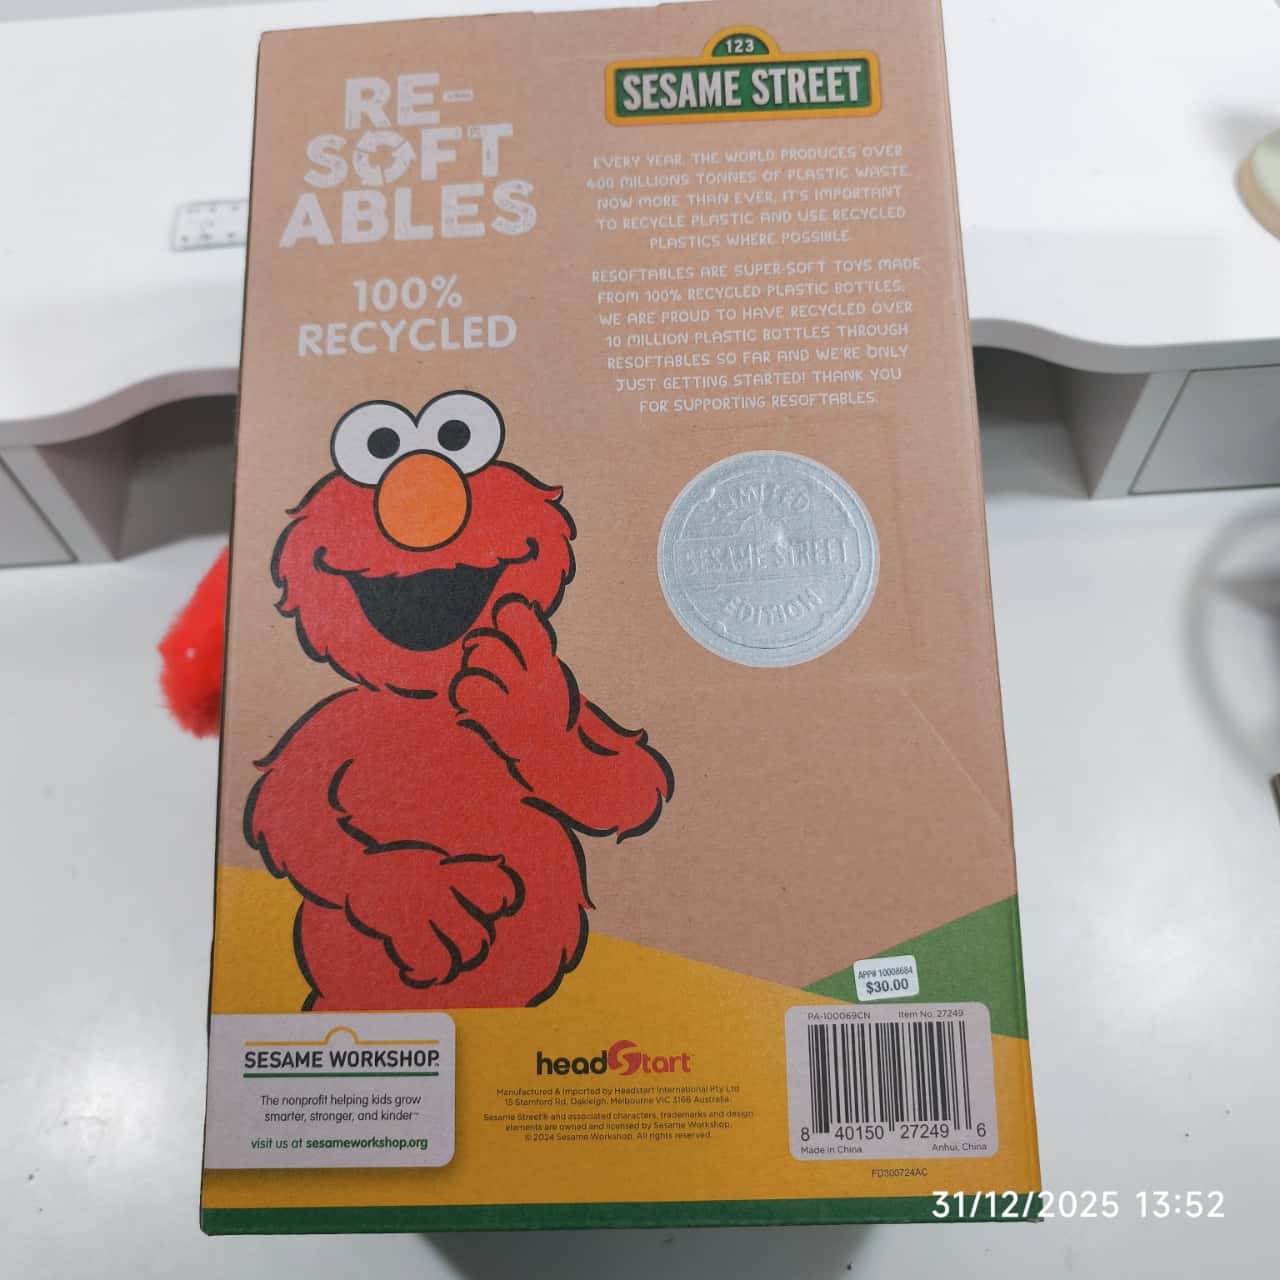 RE-
SOFT
ABLES
100%
RECYCLED
123
SESAME STREET
EVERY YEAR, THE WORLD PRODUCES OVER
400 MILLIONS TONNES OF PLASTIC WASTE.
NOW MORE THAN EVER, IT'S IMPORTANT
TO RECYCLE PLASTIC AND USE RECYCLED
PLASTICS WHERE POSSIBLE.
RESOFTABLES ARE SUPER-SOFT TOYS MADE
FROM 100% RECYCLED PLASTIC BOTTLES.
WE ARE PROUD TO HAVE RECYCLED OVER
10 MILLION PLASTIC BOTTLES THROUGH
RESOFTABLES SO FAR AND WE'RE ONLY
JUST GETTING STARTED! THANK YOU
FOR SUPPORTING RESOFTABLES.
LIMITED
SESAME STREET
EDITION
APP# 10008684
$30.00
SESAME WORKSHOP™
The nonprofit helping kids grow
smarter, stronger, and kinder™
visit us at sesameworkshop.org
headstart™
Manufactured & Imported by Headstart International Pty Ltd
15 Stamford Rd, Oakleigh, Melbourne VIC 3166 Australia.
Sesame Street® and associated characters, trademarks and design
elements are owned and licensed by Sesame Workshop.
© 2024 Sesame Workshop. All rights reserved.
PA-100069CN Item No. 27249
8 40150 27249 6
Made in China Anhui, China
FD300724AC
31/12/2025 13:52